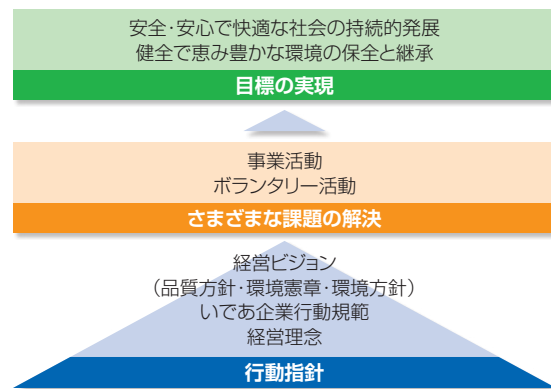 安全・安心で快適な社会の持続的発展
健全で恵み豊かな環境の保全と継承
目標の実現
事業活動
ボランタリー活動
さまざまな課題の解決
経営ビジョン
（品質方針・環境憲章・環境方針）
いであ企業行動規範
経営理念
行動指針